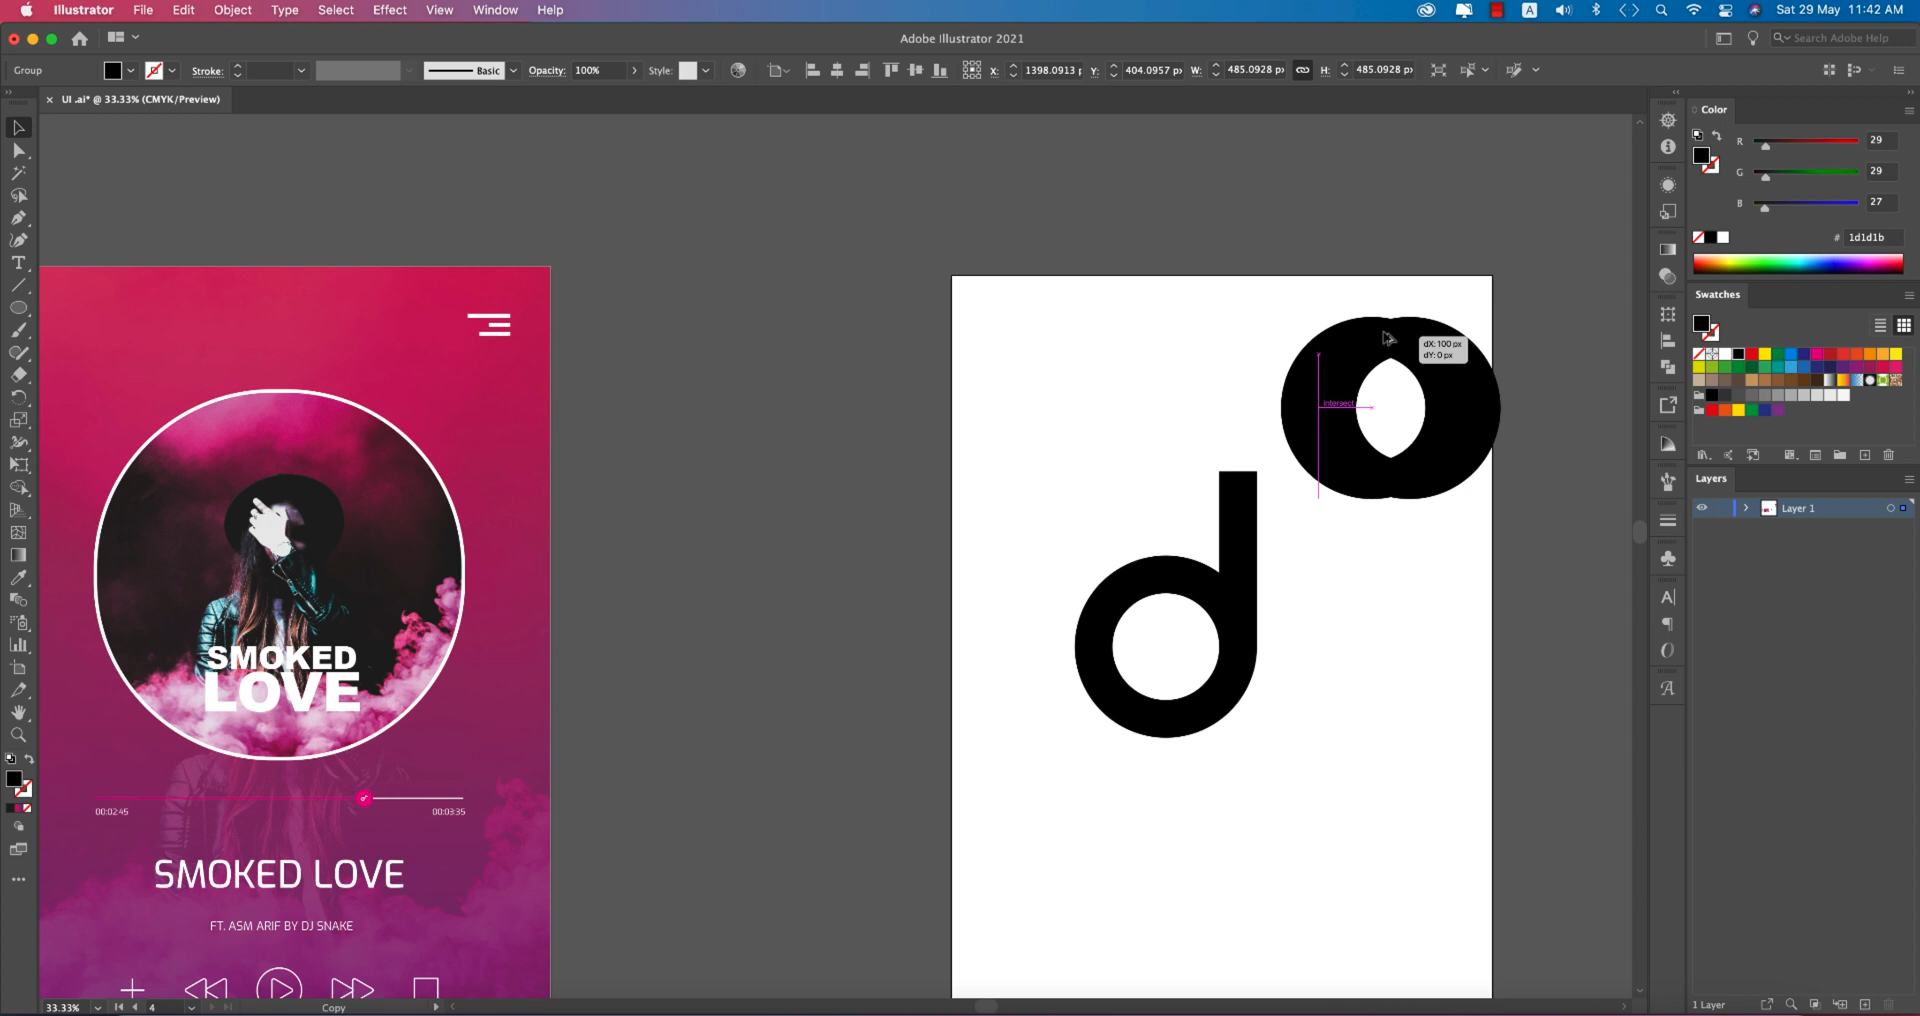 Illustrator File Edit Object Type Select Effect View Window Help
A
Sat 29 May 11:42 AM
Adobe Illustrator 2021
Search Adobe Help
Group
Stroke:
Basic
Opacity: 100%
Style:
X: 1398.0913 p
Y: 404.0957 p
W: 485.0928 p
H: 485.0928 p
UI .ai* @ 33.33% (CMYK/Preview)
Color
R 29
G 29
B 27
# 1d1d1b
Swatches
Layers
Layer 1
dX: 100 px
dY: 0 px
intersect
SMOKED
LOVE
00:02:45
00:03:35
SMOKED LOVE
FT. ASM ARIF BY DJ SNAKE
33.33%
4
Copy
1 Layer